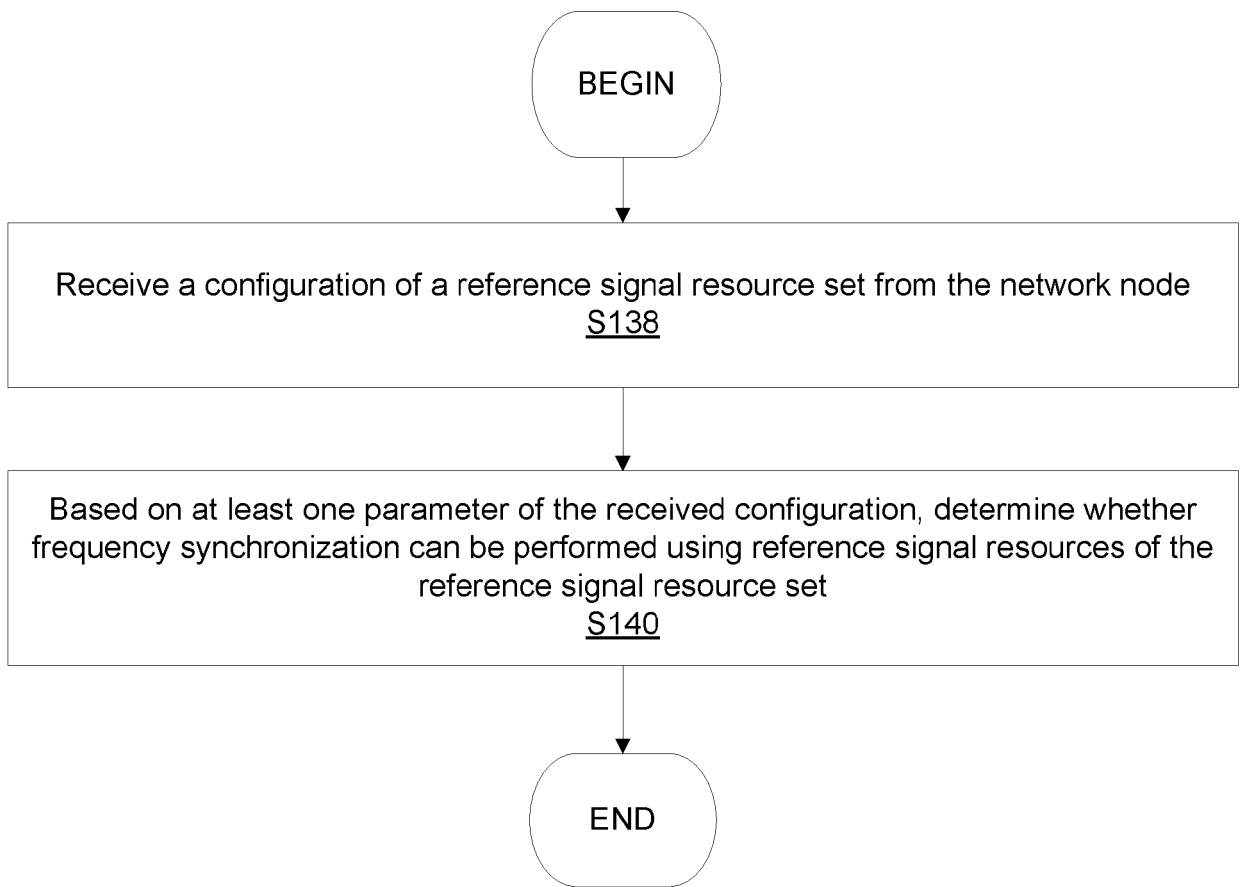 BEGIN
Receive a configuration of a reference signal resource set from the network node
S138
Based on at least one parameter of the received configuration, determine whether
frequency synchronization can be performed using reference signal resources of the
reference signal resource set
S140
END